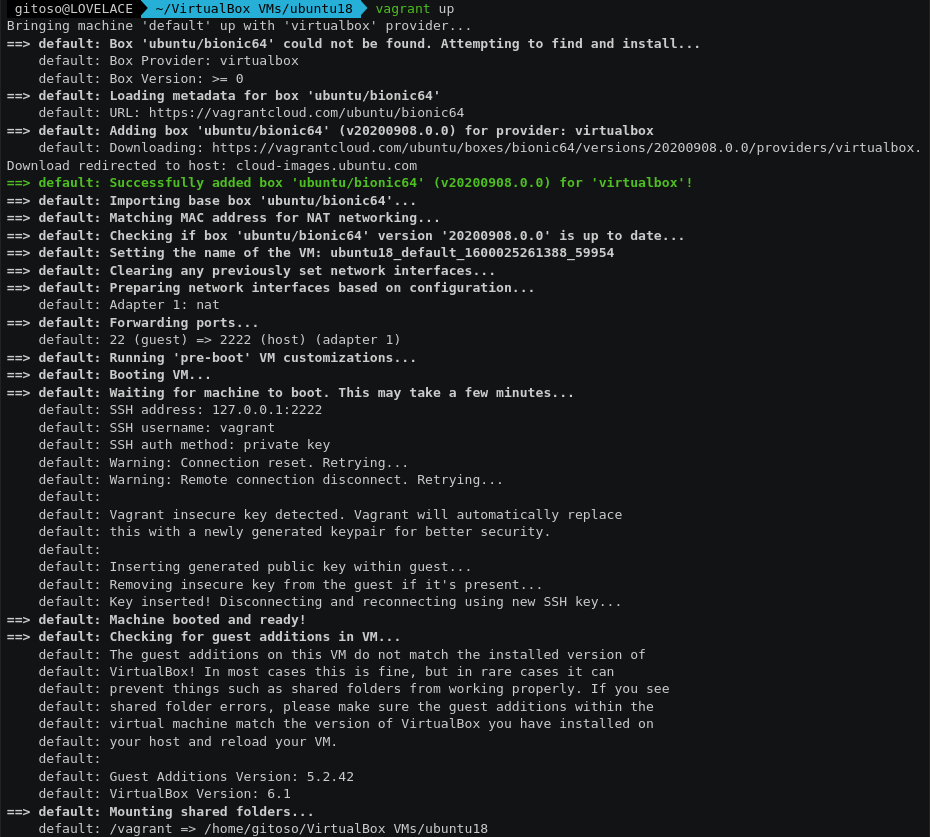 gitoso@LOVELACE ~/VirtualBox VMs/ubuntu18 vagrant up
Bringing machine 'default' up with 'virtualbox' provider...
==> default: Box 'ubuntu/bionic64' could not be found. Attempting to find and install...
    default: Box Provider: virtualbox
    default: Box Version: >= 0
==> default: Loading metadata for box 'ubuntu/bionic64'
    default: URL: https://vagrantcloud.com/ubuntu/bionic64
==> default: Adding box 'ubuntu/bionic64' (v20200908.0.0) for provider: virtualbox
    default: Downloading: https://vagrantcloud.com/ubuntu/boxes/bionic64/versions/20200908.0.0/providers/virtualbox.
Download redirected to host: cloud-images.ubuntu.com
==> default: Successfully added box 'ubuntu/bionic64' (v20200908.0.0) for 'virtualbox'!
==> default: Importing base box 'ubuntu/bionic64'...
==> default: Matching MAC address for NAT networking...
==> default: Checking if box 'ubuntu/bionic64' version '20200908.0.0' is up to date...
==> default: Setting the name of the VM: ubuntu18_default_1600025261388_59954
==> default: Clearing any previously set network interfaces...
==> default: Preparing network interfaces based on configuration...
    default: Adapter 1: nat
==> default: Forwarding ports...
    default: 22 (guest) => 2222 (host) (adapter 1)
==> default: Running 'pre-boot' VM customizations...
==> default: Booting VM...
==> default: Waiting for machine to boot. This may take a few minutes...
    default: SSH address: 127.0.0.1:2222
    default: SSH username: vagrant
    default: SSH auth method: private key
    default: Warning: Connection reset. Retrying...
    default: Warning: Remote connection disconnect. Retrying...
    default:
    default: Vagrant insecure key detected. Vagrant will automatically replace
    default: this with a newly generated keypair for better security.
    default:
    default: Inserting generated public key within guest...
    default: Removing insecure key from the guest if it's present...
    default: Key inserted! Disconnecting and reconnecting using new SSH key...
==> default: Machine booted and ready!
==> default: Checking for guest additions in VM...
    default: The guest additions on this VM do not match the installed version of
    default: VirtualBox! In most cases this is fine, but in rare cases it can
    default: prevent things such as shared folders from working properly. If you see
    default: shared folder errors, please make sure the guest additions within the
    default: virtual machine match the version of VirtualBox you have installed on
    default: your host and reload your VM.
    default:
    default: Guest Additions Version: 5.2.42
    default: VirtualBox Version: 6.1
==> default: Mounting shared folders...
    default: /vagrant => /home/gitoso/VirtualBox VMs/ubuntu18